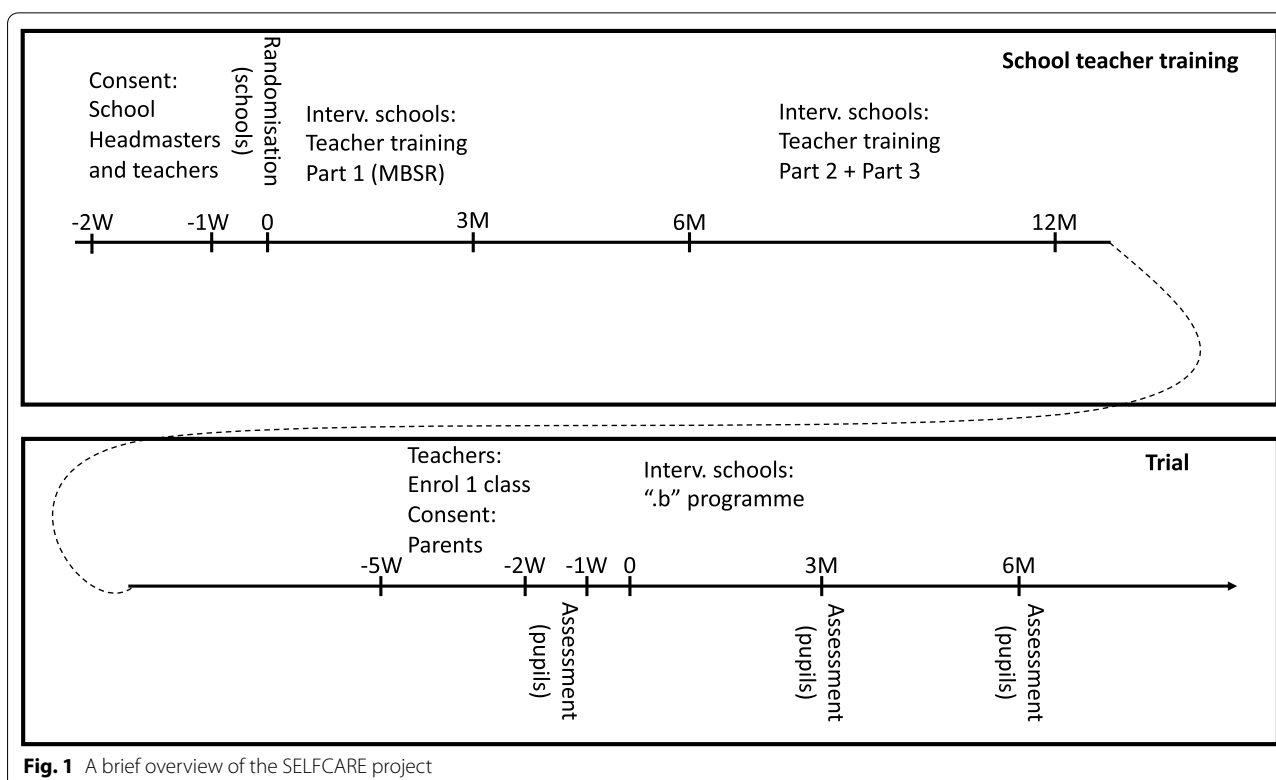 School teacher training
Consent:
School
Headmasters
and teachers
Randomisation
(schools)
Interv. schools:
Teacher training
Part 1 (MBSR)
Interv. schools:
Teacher training
Part 2 + Part 3
-2W -1W 0 3M 6M 12M
Trial
Teachers:
Enrol 1 class
Consent:
Parents
Interv. schools:
“.b” programme
-5W -2W -1W 0 3M 6M
Assessment
(pupils)
Assessment
(pupils)
Assessment
(pupils)
Fig. 1 A brief overview of the SELFCARE project